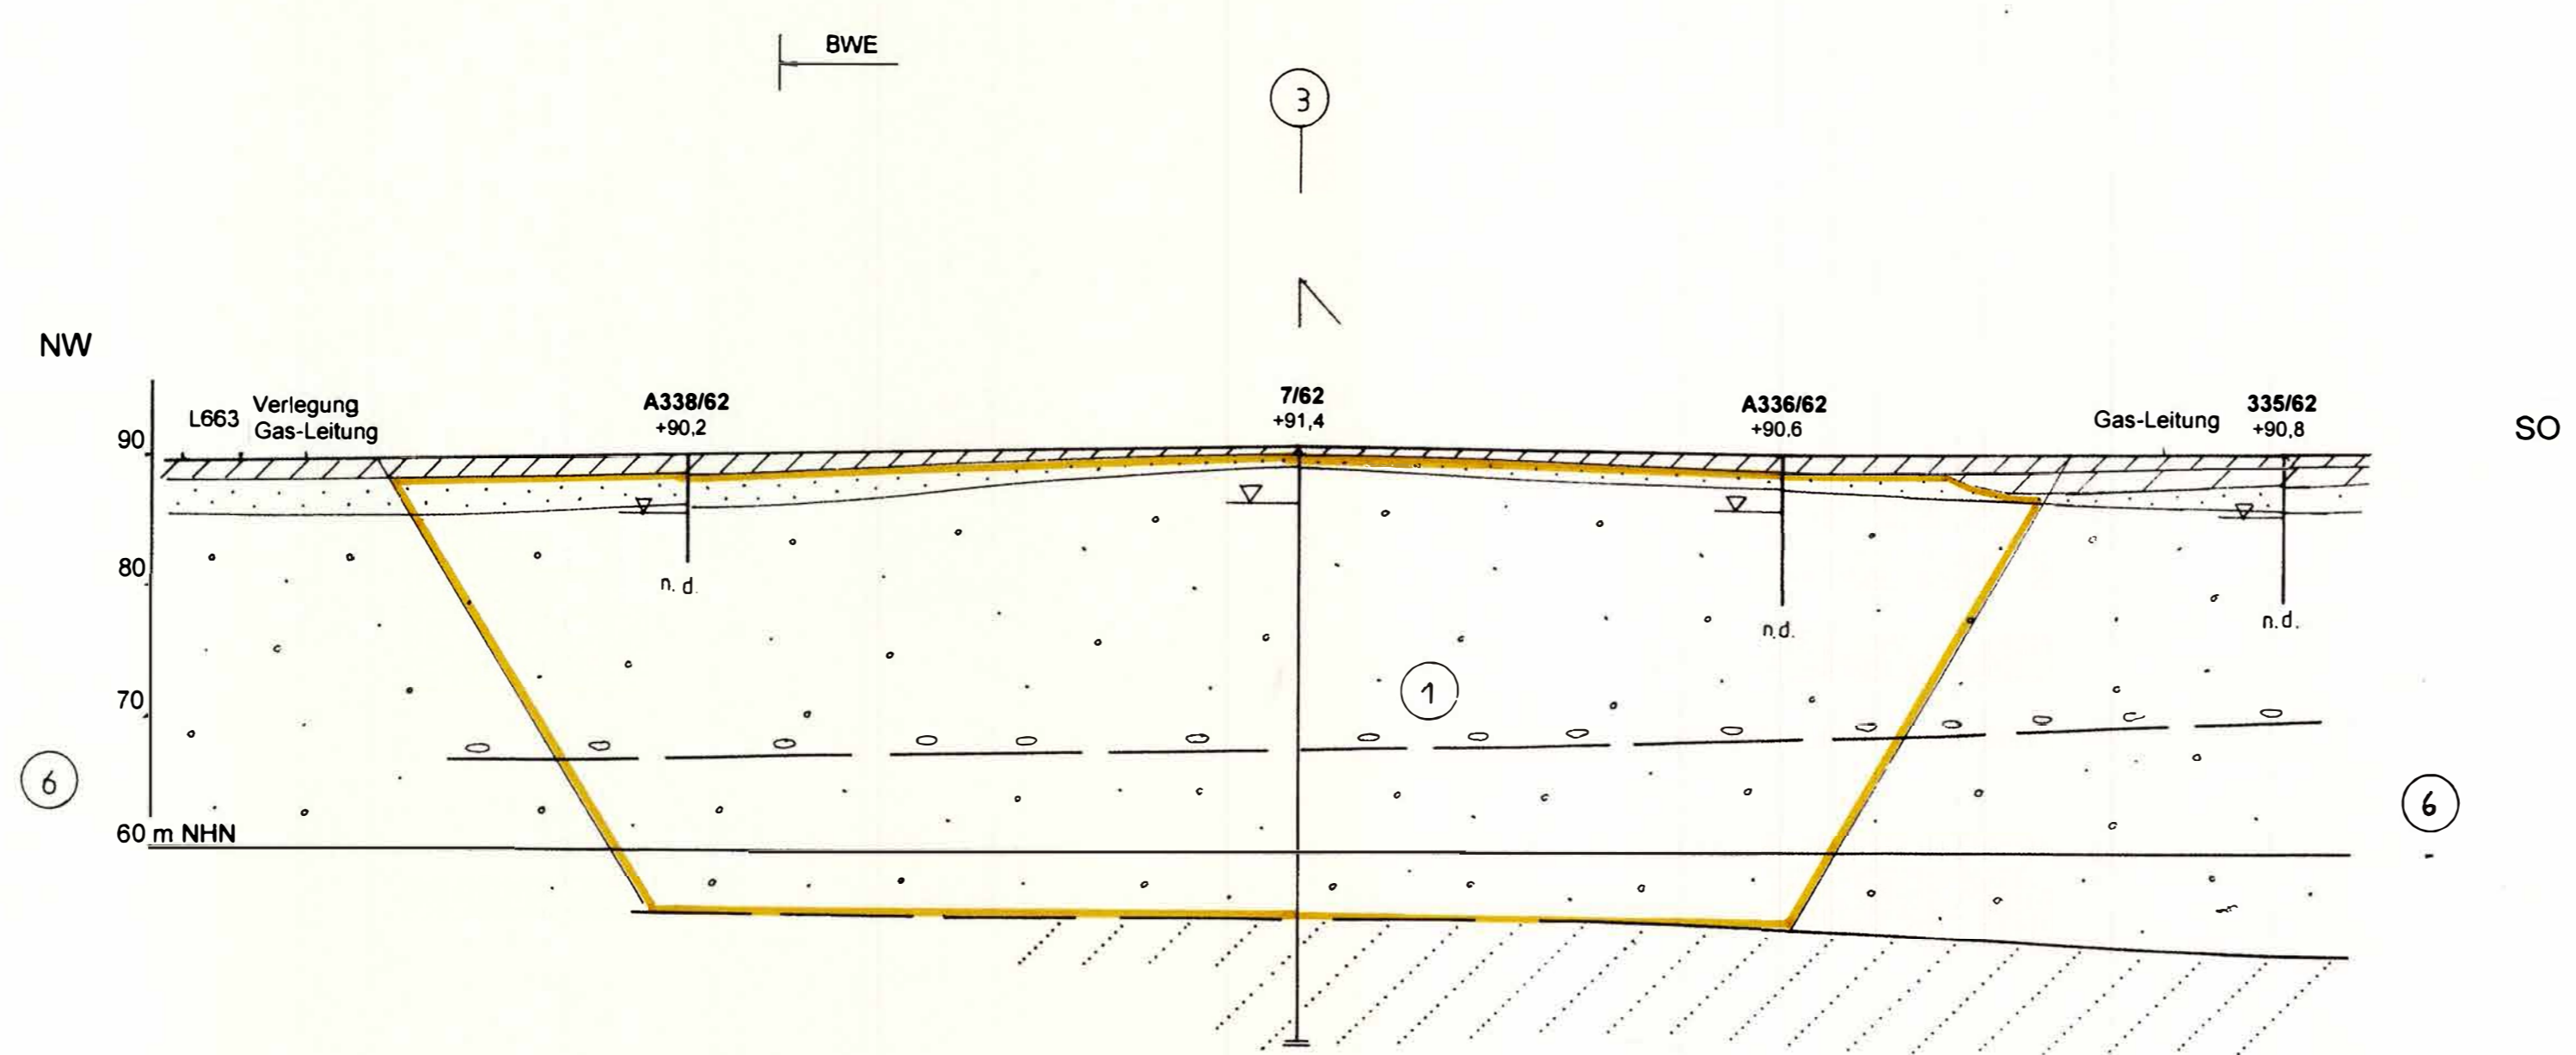 BWE
3
NW
SO
L663
Verlegung
Gas-Leitung
A338/62
+90,2
7/62
+91,4
A336/62
+90.6
Gas-Leitung
335/62
+90,8
90
80
70
60 m NHN
n. d.
n.d.
n.d.
1
6
6